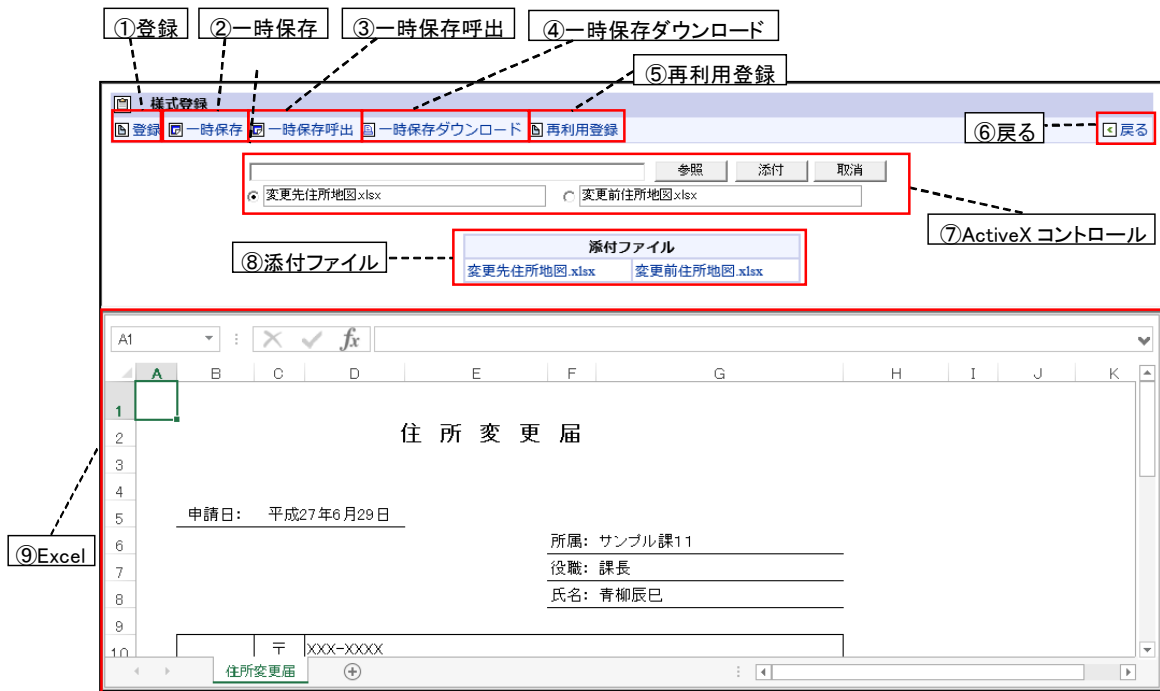 ①登録 ②一時保存 ③一時保存呼出 ④一時保存ダウンロード
⑤再利用登録
様式登録
登録 一時保存 一時保存呼出 一時保存ダウンロード 再利用登録 ⑥戻る 戻る
参照 添付 取消
変更先住所地図.xlsx 変更前住所地図.xlsx
⑦ActiveX コントロール
添付ファイル
⑧添付ファイル
変更先住所地図.xlsx 変更前住所地図.xlsx
A1 fx
A B C D E F G H I J K
1
2 住所変更届
3
4
5 申請日: 平成27年6月29日
6 所属: サンプル課11
⑨Excel
7 役職: 課長
8 氏名: 青柳辰巳
9
10 〒 XXX-XXXX
住所変更届